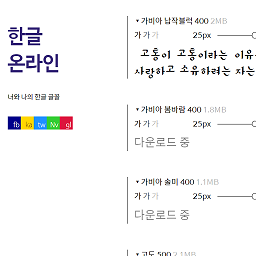 한글
온라인
너와 나의 한글 글꼴
fb ka tw Nv gl
▼ 가비아 납작블럭 400 2MB
가 가 가 25px
고통이 고통이라는 이유
사랑하고 소유하려는 자는
▼ 가비아 봄바람 400 1.8MB
가 가 가 25px
다운로드 중
▼ 가비아 솔미 400 1.1MB
가 가 가 25px
다운로드 중
▼ 고도 500 2.1MB